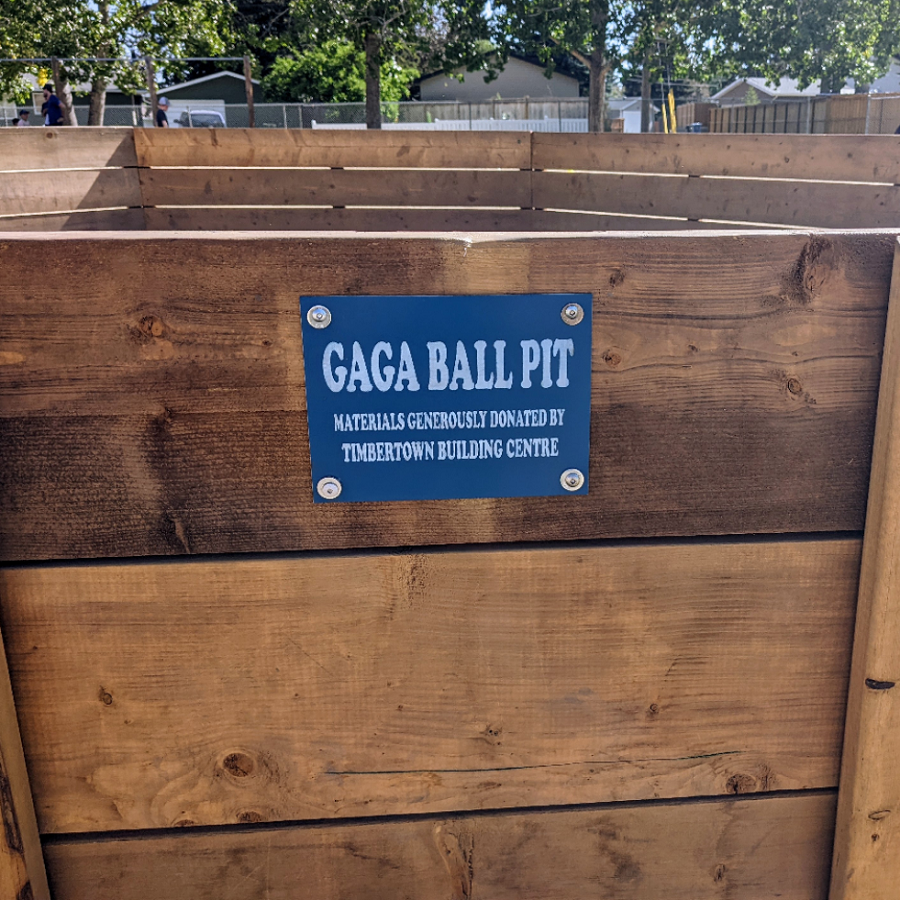 GAGA BALL PIT
MATERIALS GENEROUSLY DONATED BY
TIMBERTOWN BUILDING CENTRE